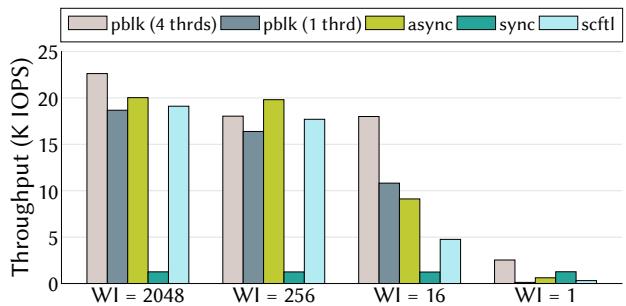 pblk (4 thrds) pblk (1 thrd) async sync scftl
25
20
15
10
5
0
Throughput (K IOPS)
WI = 2048 WI = 256 WI = 16 WI = 1